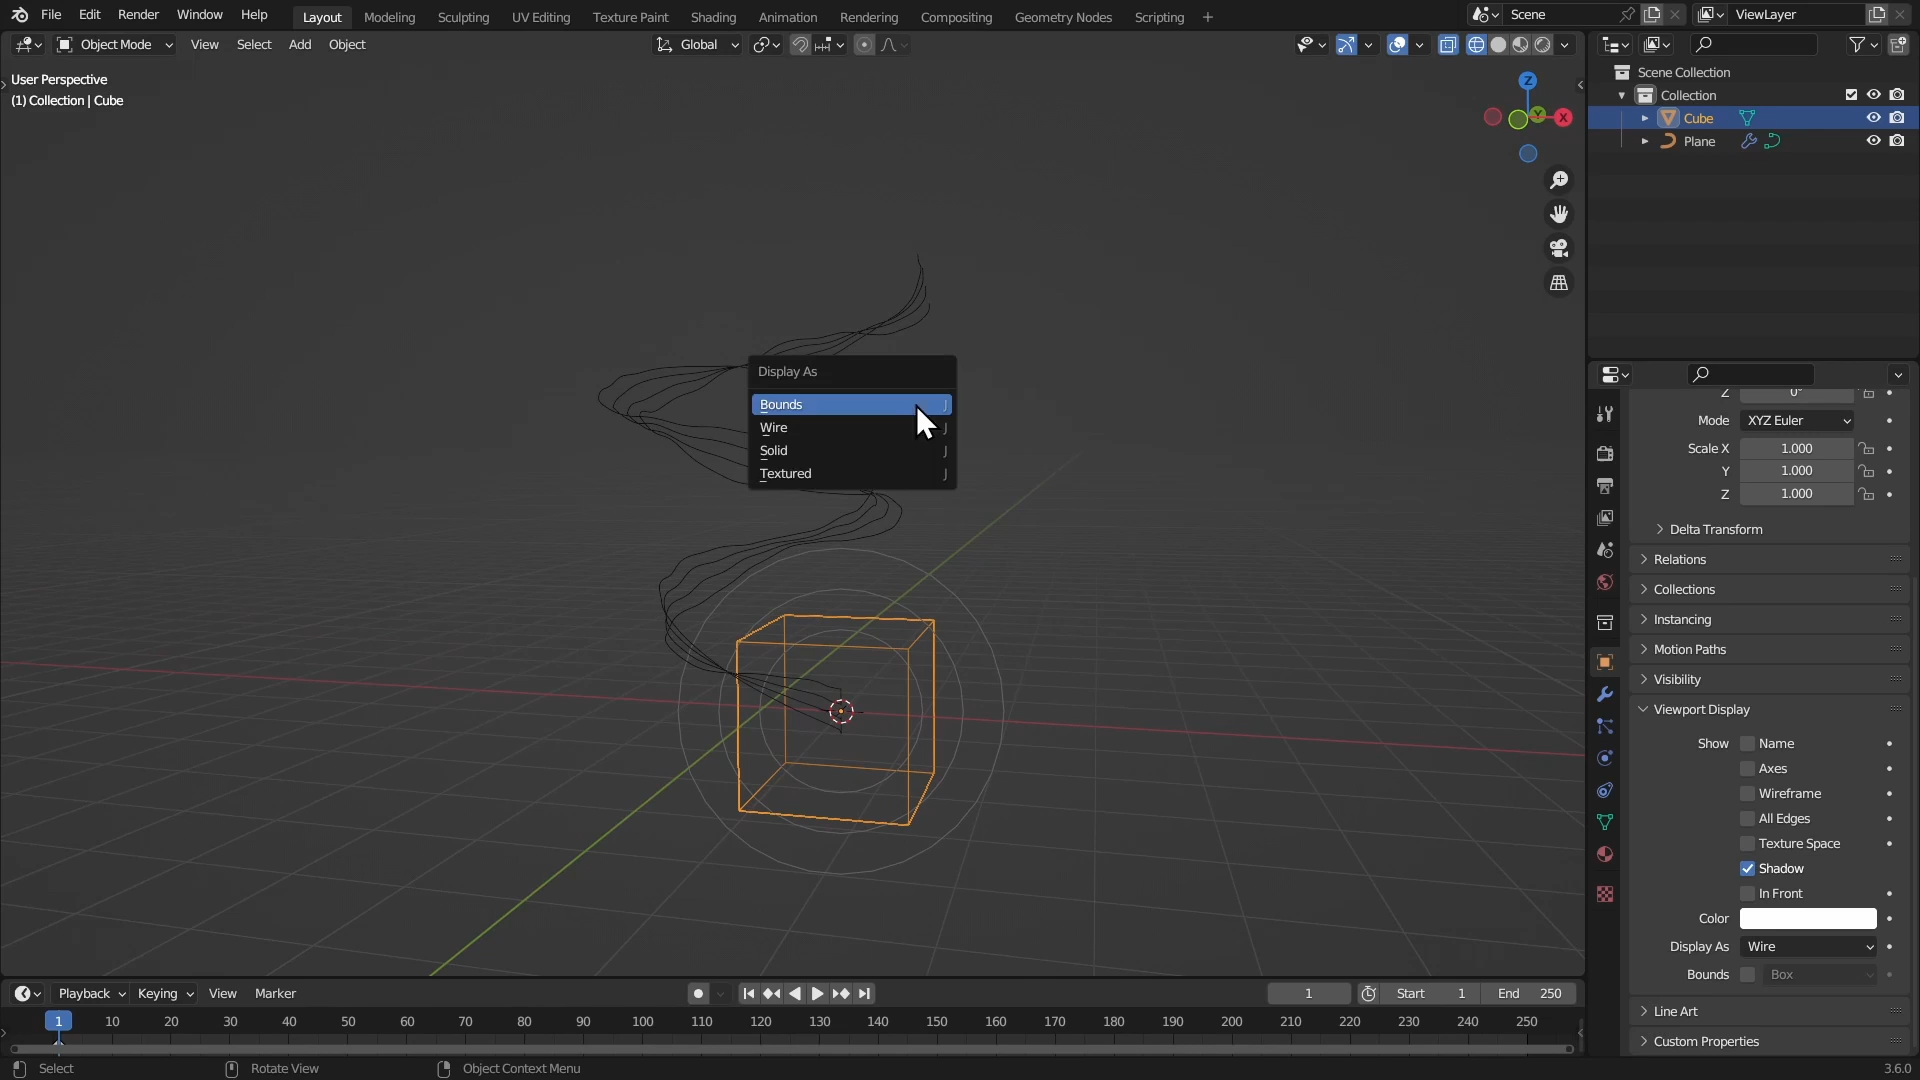 File Edit Render Window Help
Layout Modeling Sculpting UV Editing Texture Paint Shading Animation Rendering Compositing Geometry Nodes Scripting +
Scene
ViewLayer
Object Mode View Select Add Object
Global
User Perspective
(1) Collection | Cube
Z
Y
X
Scene Collection
Collection
Cube
Plane
Display As
Bounds J
Wire J
Solid J
Textured J
Z 0°
Mode XYZ Euler
Scale X 1.000
Y 1.000
Z 1.000
Delta Transform
Relations
Collections
Instancing
Motion Paths
Visibility
Viewport Display
Show Name
Axes
Wireframe
All Edges
Texture Space
Shadow
In Front
Color
Display As Wire
Bounds Box
Line Art
Custom Properties
Playback Keying View Marker
1 Start 1 End 250
1 10 20 30 40 50 60 70 80 90 100 110 120 130 140 150 160 170 180 190 200 210 220 230 240 250
Select Rotate View Object Context Menu 3.6.0